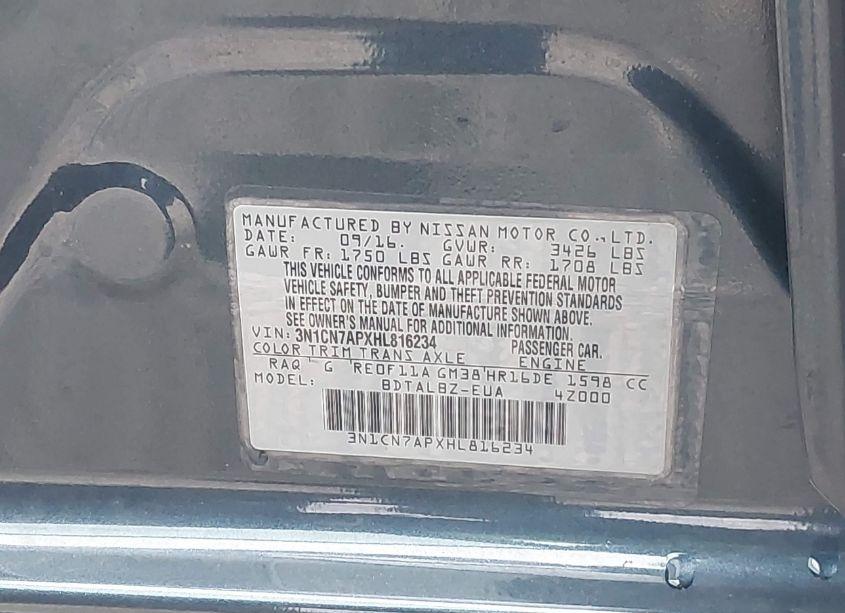 MANUFACTURED BY NISSAN MOTOR CO.,LTD.
DATE: 09/16. GVWR: 3426 LBS
GAWR FR: 1750 LBS GAWR RR: 1708 LBS
THIS VEHICLE CONFORMS TO ALL APPLICABLE FEDERAL MOTOR
VEHICLE SAFETY, BUMPER AND THEFT PREVENTION STANDARDS
IN EFFECT ON THE DATE OF MANUFACTURE SHOWN ABOVE.
SEE OWNER'S MANUAL FOR ADDITIONAL INFORMATION.
VIN: 3N1CN7APXHL816234 PASSENGER CAR.
COLOR TRIM TRANS AXLE ENGINE
RAQ G RE0F11A GM38 HR16DE 1598 CC
MODEL: BDTALBZ-EUA 4Z000
3N1CN7APXHL816234